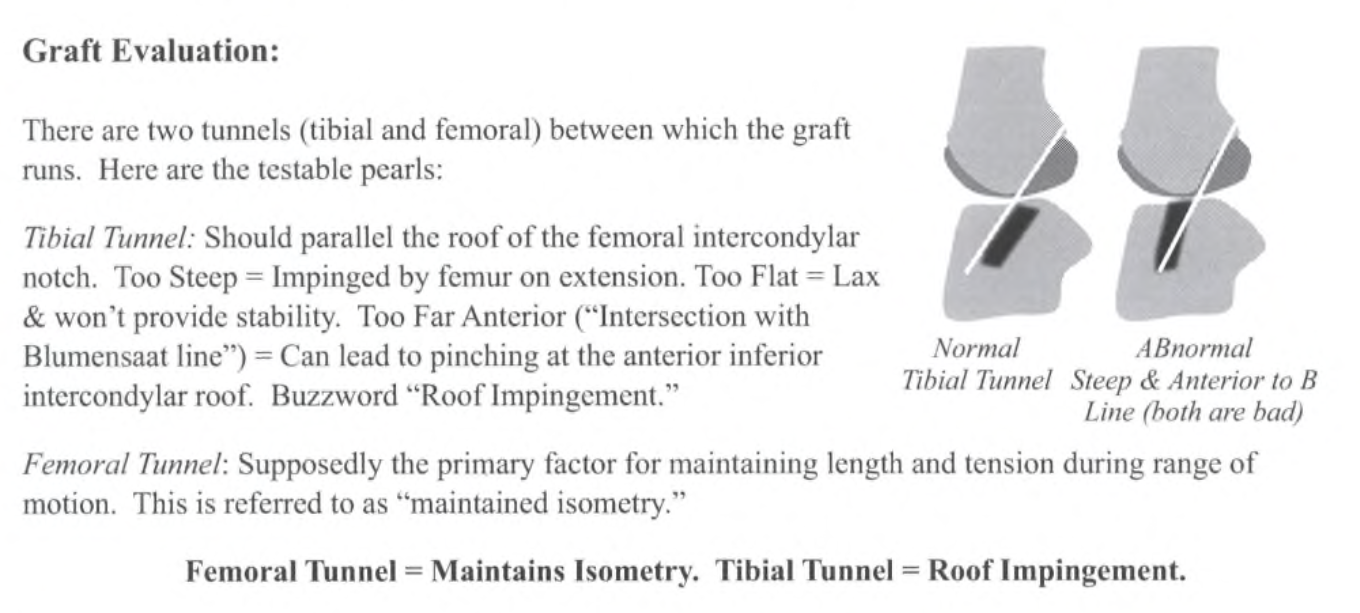 Graft Evaluation:
There are two tunnels (tibial and femoral) between which the graft
runs. Here are the testable pearls:
Tibial Tunnel: Should parallel the roof of the femoral intercondylar
notch. Too Steep = Impinged by femur on extension. Too Flat = Lax
& won’t provide stability. Too Far Anterior (“Intersection with
Blumensaat line”) = Can lead to pinching at the anterior inferior
intercondylar roof. Buzzword “Roof Impingement.”
Normal
Tibial Tunnel
ABnormal
Steep & Anterior to B
Line (both are bad)
Femoral Tunnel: Supposedly the primary factor for maintaining length and tension during range of
motion. This is referred to as “maintained isometry.”
Femoral Tunnel = Maintains Isometry. Tibial Tunnel = Roof Impingement.